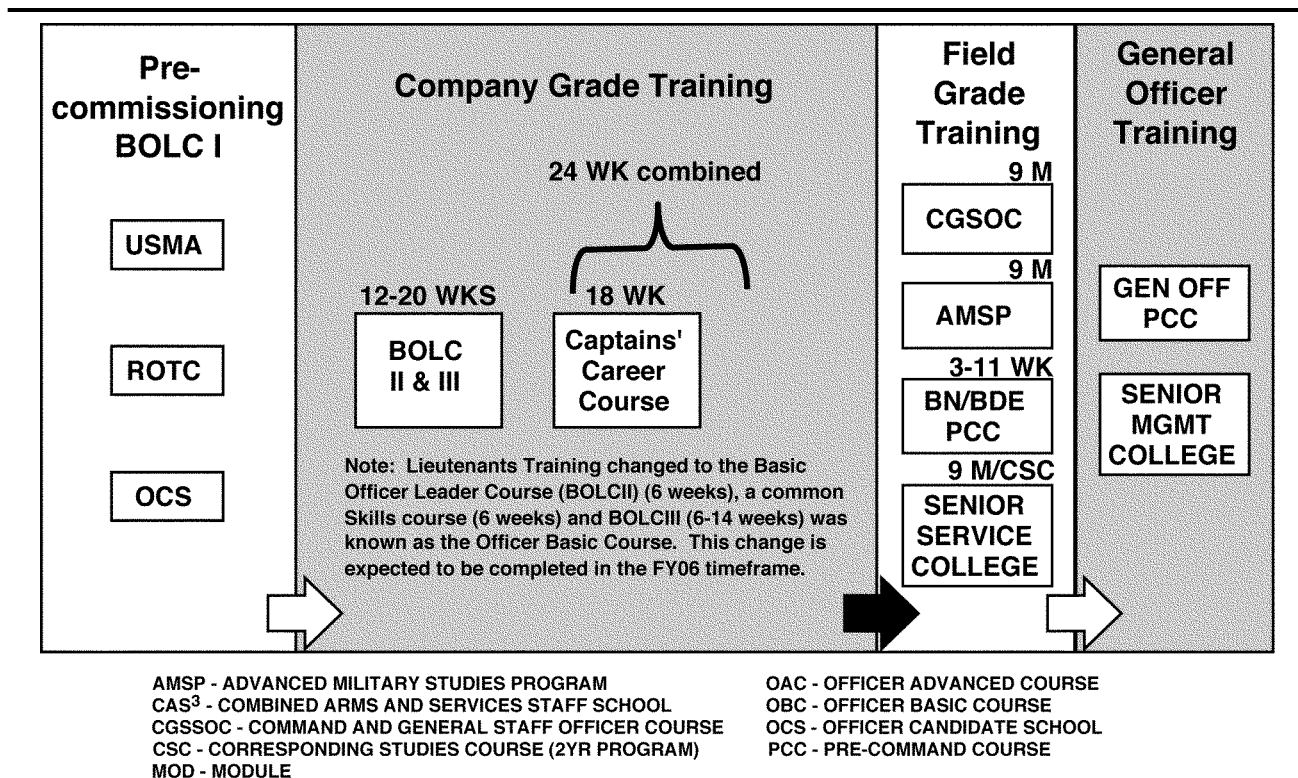 Pre-
commissioning
BOLC I
USMA
ROTC
OCS
Company Grade Training
24 WK combined
12-20 WKS
BOLC
II & III
18 WK
Captains'
Career
Course
Note:  Lieutenants Training changed to the Basic
Officer Leader Course (BOLCII) (6 weeks), a common
Skills course (6 weeks) and BOLCIII (6-14 weeks) was
known as the Officer Basic Course.  This change is
expected to be completed in the FY06 timeframe.
Field
Grade
Training
9 M
CGSOC
9 M
AMSP
3-11 WK
BN/BDE
PCC
9 M/CSC
SENIOR
SERVICE
COLLEGE
General
Officer
Training
GEN OFF
PCC
SENIOR
MGMT
COLLEGE
AMSP - ADVANCED MILITARY STUDIES PROGRAM
CAS³ - COMBINED ARMS AND SERVICES STAFF SCHOOL
CGSSOC - COMMAND AND GENERAL STAFF OFFICER COURSE
CSC - CORRESPONDING STUDIES COURSE (2YR PROGRAM)
MOD - MODULE
OAC - OFFICER ADVANCED COURSE
OBC - OFFICER BASIC COURSE
OCS - OFFICER CANDIDATE SCHOOL
PCC - PRE-COMMAND COURSE